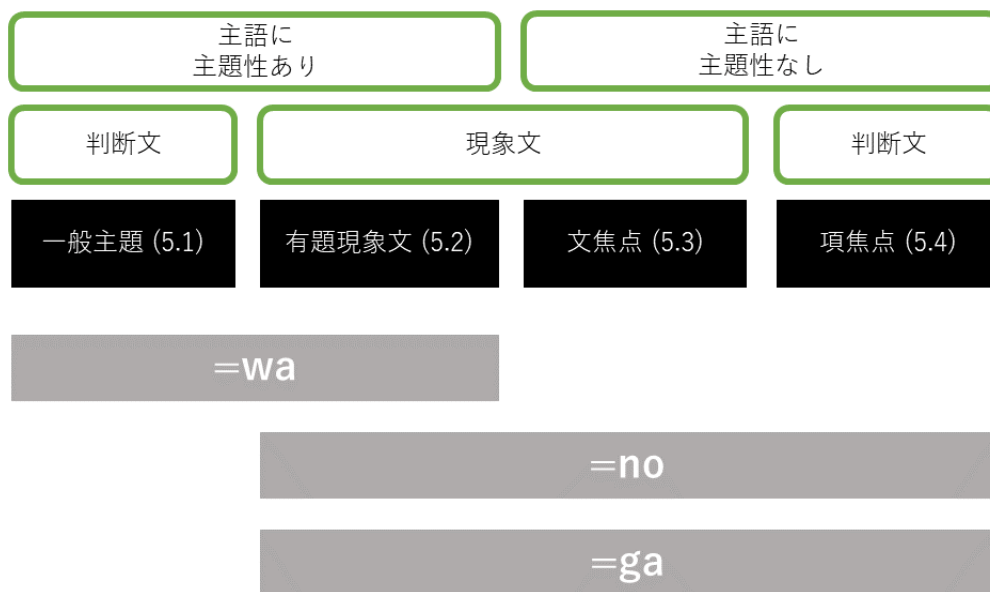 主語に
主題性あり
主語に
主題性なし
判断文
現象文
判断文
一般主題 (5.1)
有題現象文 (5.2)
文焦点 (5.3)
項焦点 (5.4)
=wa
=no
=ga